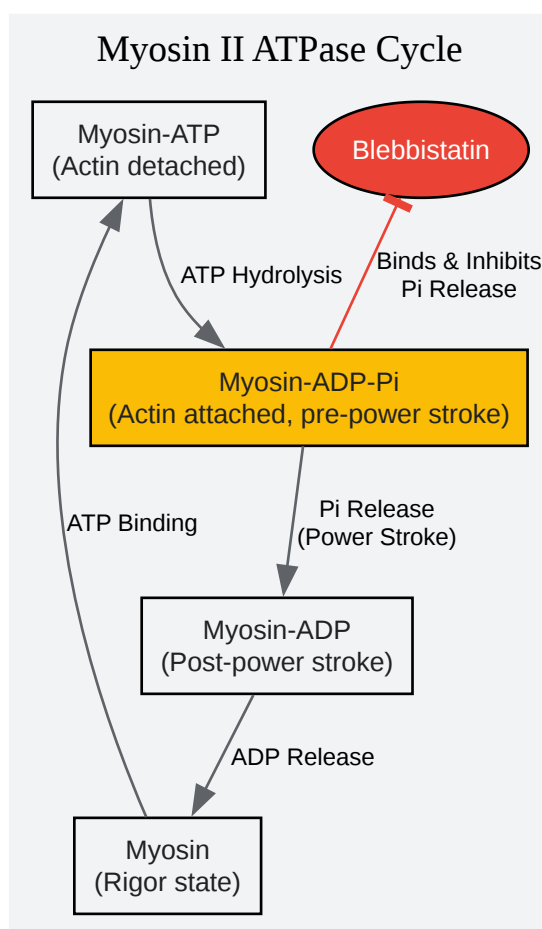 Myosin II ATPase Cycle
Myosin-ATP
(Actin detached)
Blebbistatin
ATP Hydrolysis
Binds & Inhibits
Pi Release
Myosin-ADP-Pi
(Actin attached, pre-power stroke)
ATP Binding
Pi Release
(Power Stroke)
Myosin-ADP
(Post-power stroke)
ADP Release
Myosin
(Rigor state)